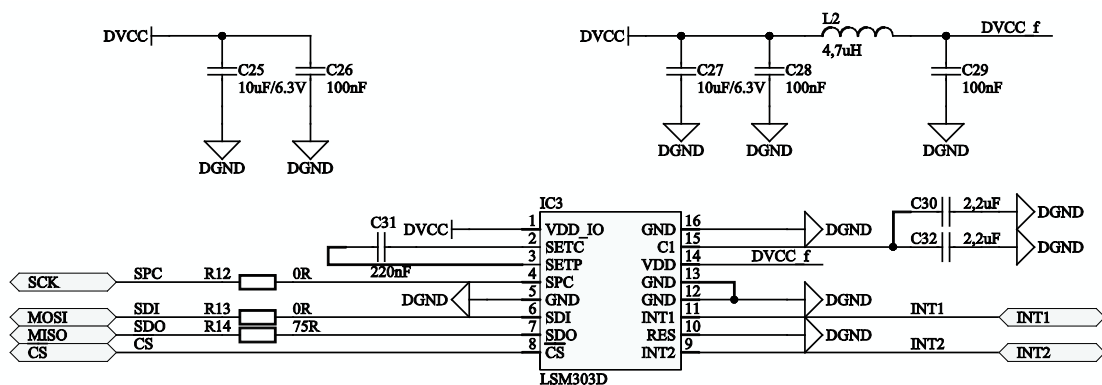 DVCC
C25
10uF/6.3V
C26
100nF
DGND
DGND
DVCC
C27
10uF/6.3V
C28
100nF
L2
4,7uH
DVCC f
C29
100nF
DGND
DGND
DGND
IC3
C31
220nF
DVCC
1 VDD_IO
2 SETC
3 SETP
4 SPC
5 GND
6 SDI
7 SDO
8 CS
GND 16
C1 15
VDD 14
GND 13
GND 12
INT1 11
RES 10
INT2 9
LSM303D
SCK SPC R12 0R
DGND
MOSI SDI R13 0R
MISO SDO R14 75R
CS CS
C30 2,2uF DGND
C32 2,2uF DGND
DGND
DVCC_f
DGND
INT1 INT1
DGND
INT2 INT2